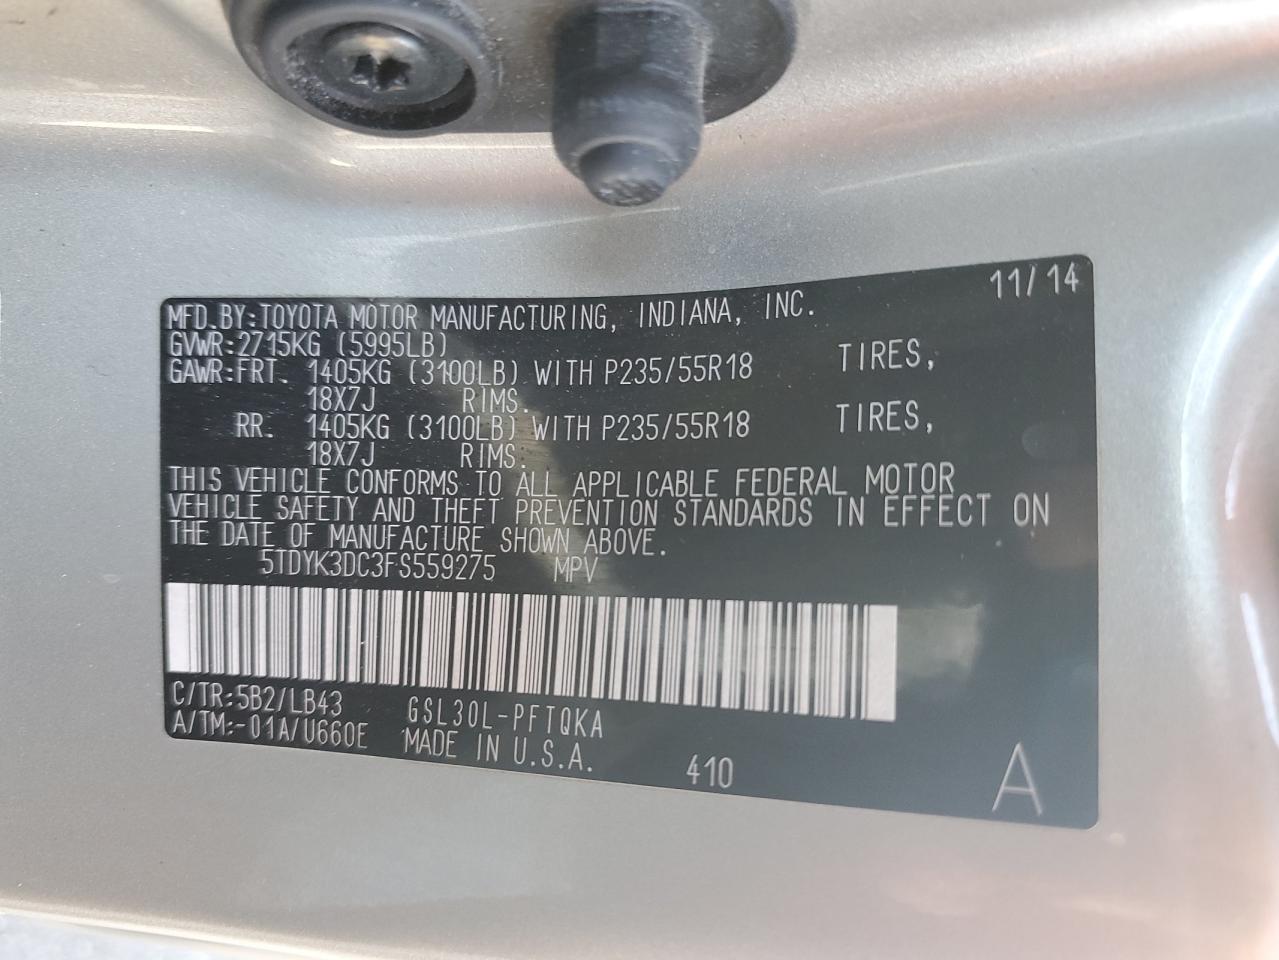 11/14
MFD.BY:TOYOTA MOTOR MANUFACTURING, INDIANA, INC.
GVWR:2715KG (5995LB)
GAWR:FRT. 1405KG (3100LB) WITH P235/55R18 TIRES,
18X7J RIMS.
RR. 1405KG (3100LB) WITH P235/55R18 TIRES,
18X7J RIMS.
THIS VEHICLE CONFORMS TO ALL APPLICABLE FEDERAL MOTOR
VEHICLE SAFETY AND THEFT PREVENTION STANDARDS IN EFFECT ON
THE DATE OF MANUFACTURE SHOWN ABOVE.
5TDYK3DC3FS559275 MPV
C/TR:5B2/LB43 GSL30L-PFTQKA
A/TM:-01A/U660E MADE IN U.S.A. 410 A